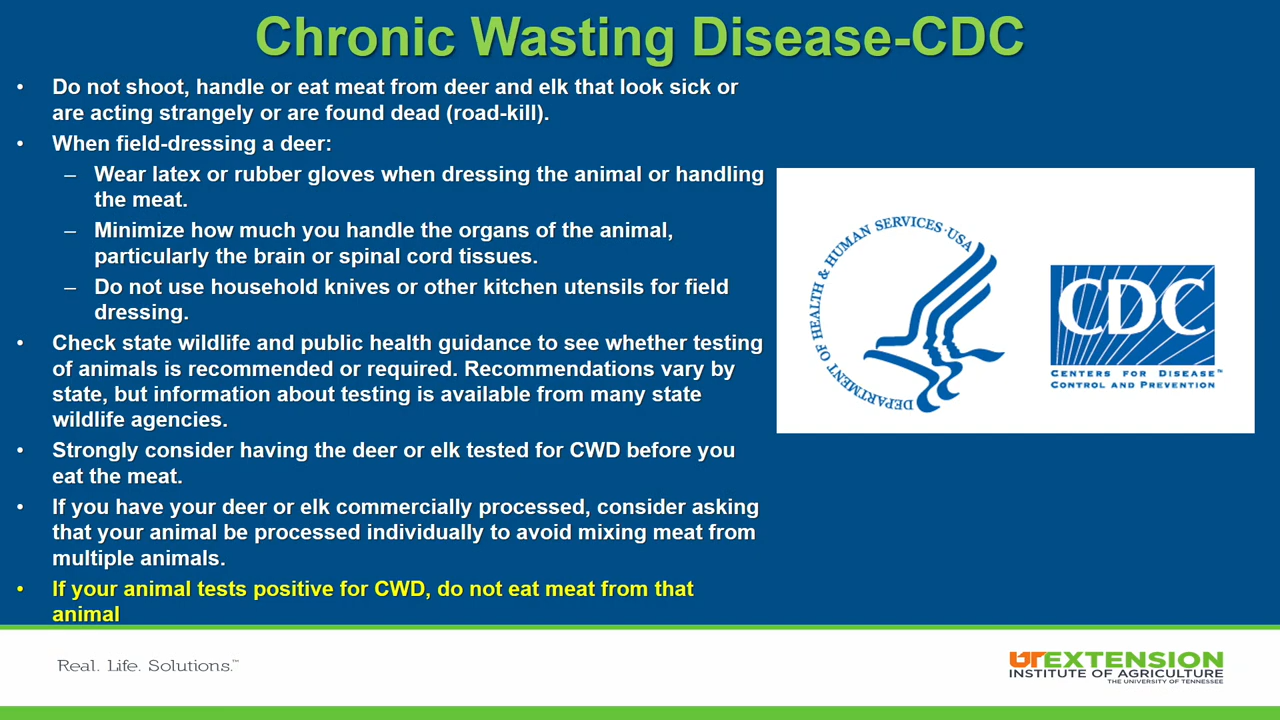 Chronic Wasting Disease-CDC
• Do not shoot, handle or eat meat from deer and elk that look sick or
are acting strangely or are found dead (road-kill).
• When field-dressing a deer:
– Wear latex or rubber gloves when dressing the animal or handling
the meat.
– Minimize how much you handle the organs of the animal,
particularly the brain or spinal cord tissues.
– Do not use household knives or other kitchen utensils for field
dressing.
• Check state wildlife and public health guidance to see whether testing
of animals is recommended or required. Recommendations vary by
state, but information about testing is available from many state
wildlife agencies.
• Strongly consider having the deer or elk tested for CWD before you
eat the meat.
• If you have your deer or elk commercially processed, consider asking
that your animal be processed individually to avoid mixing meat from
multiple animals.
• If your animal tests positive for CWD, do not eat meat from that
animal
DEPARTMENT OF HEALTH & HUMAN SERVICES·USA
CDC
CENTERS FOR DISEASE™
CONTROL AND PREVENTION
Real. Life. Solutions.™
UT EXTENSION
INSTITUTE OF AGRICULTURE
THE UNIVERSITY OF TENNESSEE